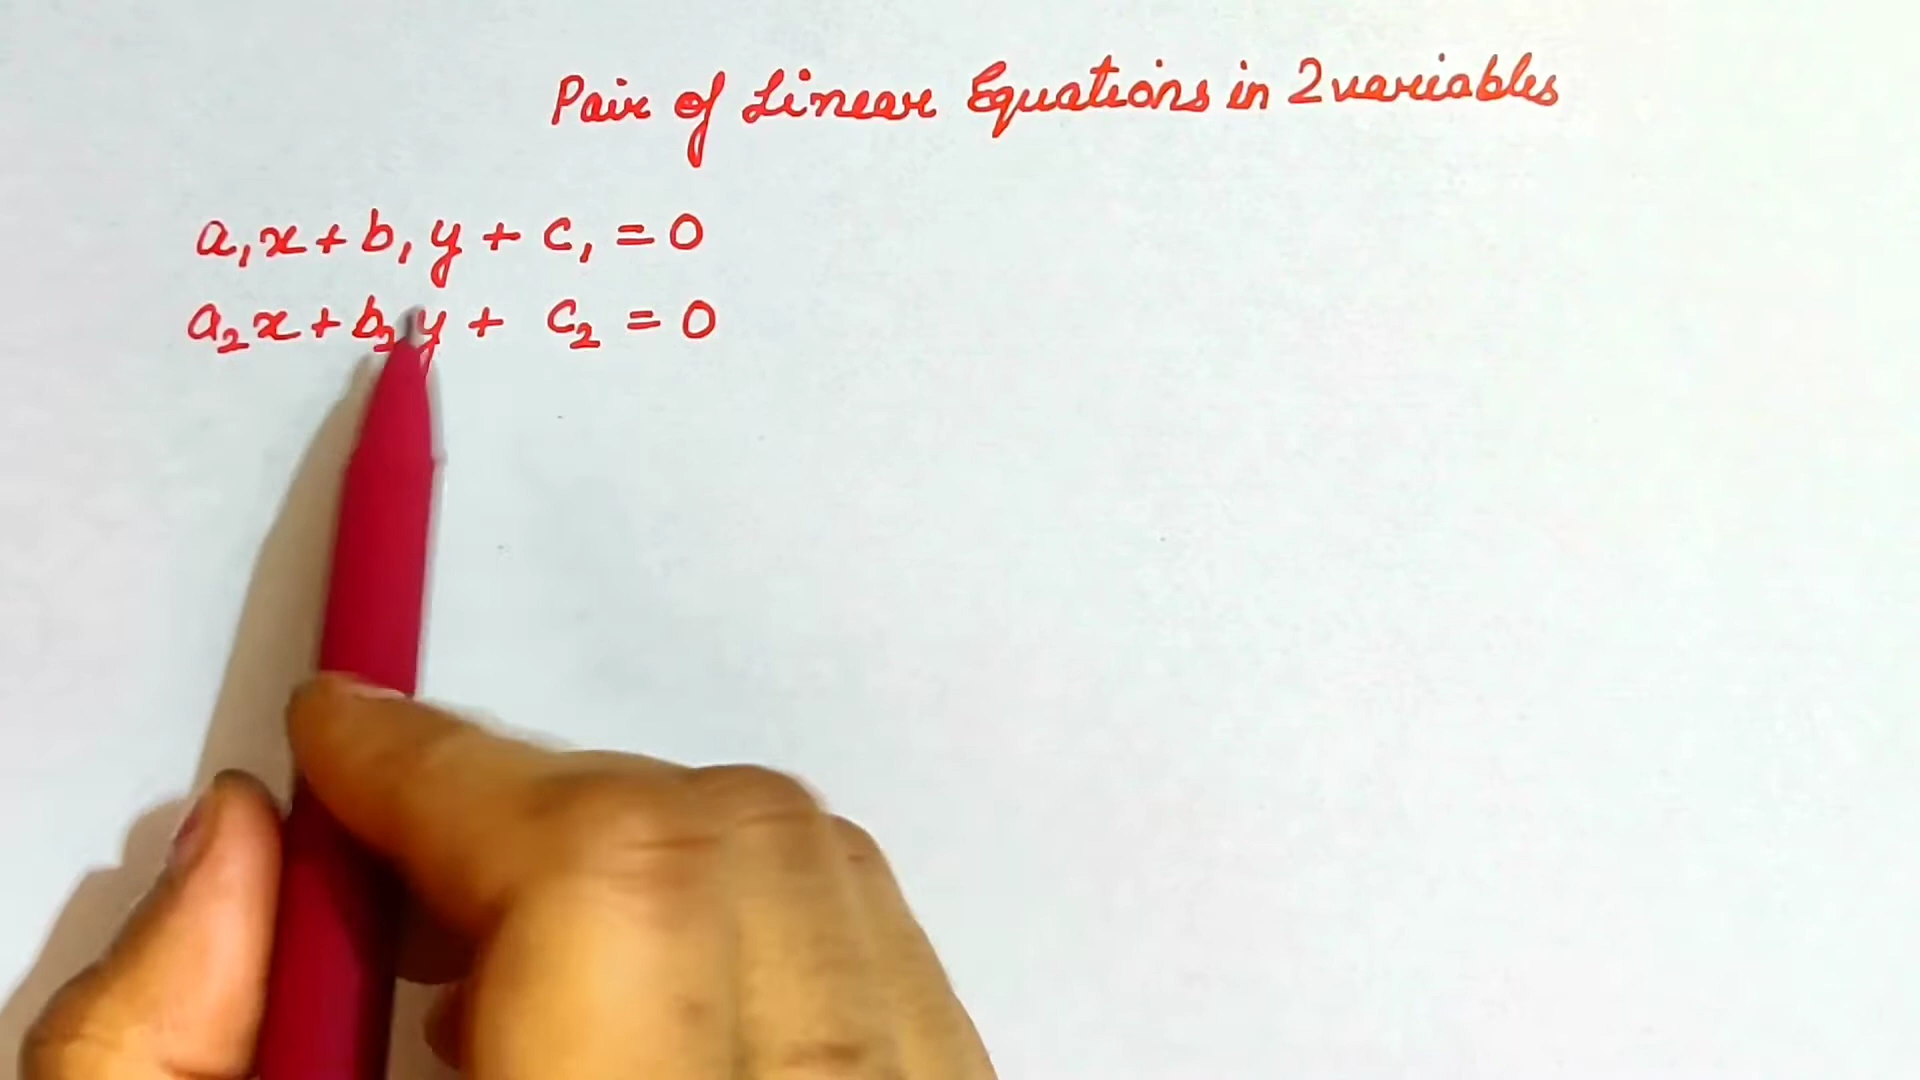 Pair of Linear Equations in 2 variables
a₁x + b₁y + c₁ = 0
a₂x + b₂y + c₂ = 0